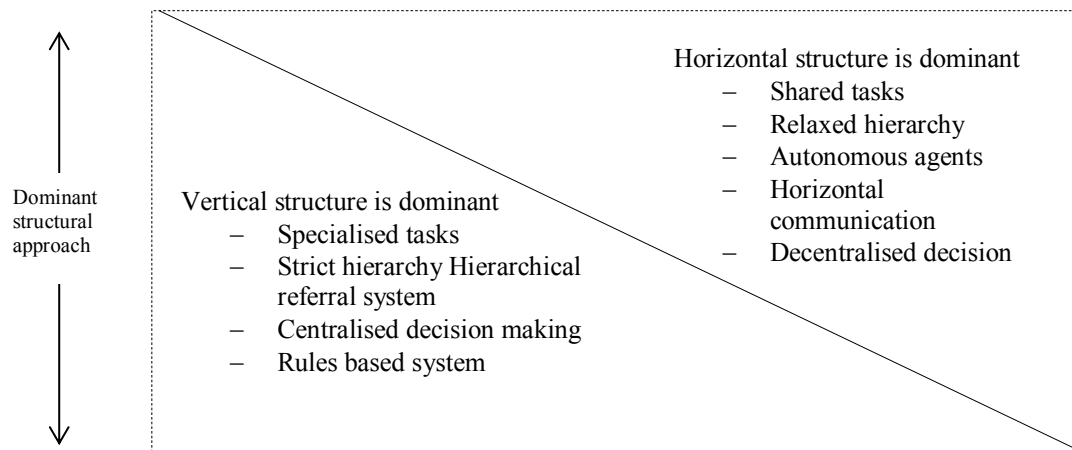 Dominant
structural
approach
Vertical structure is dominant
– Specialised tasks
– Strict hierarchy Hierarchical
referral system
– Centralised decision making
– Rules based system
Horizontal structure is dominant
– Shared tasks
– Relaxed hierarchy
– Autonomous agents
– Horizontal
communication
– Decentralised decision